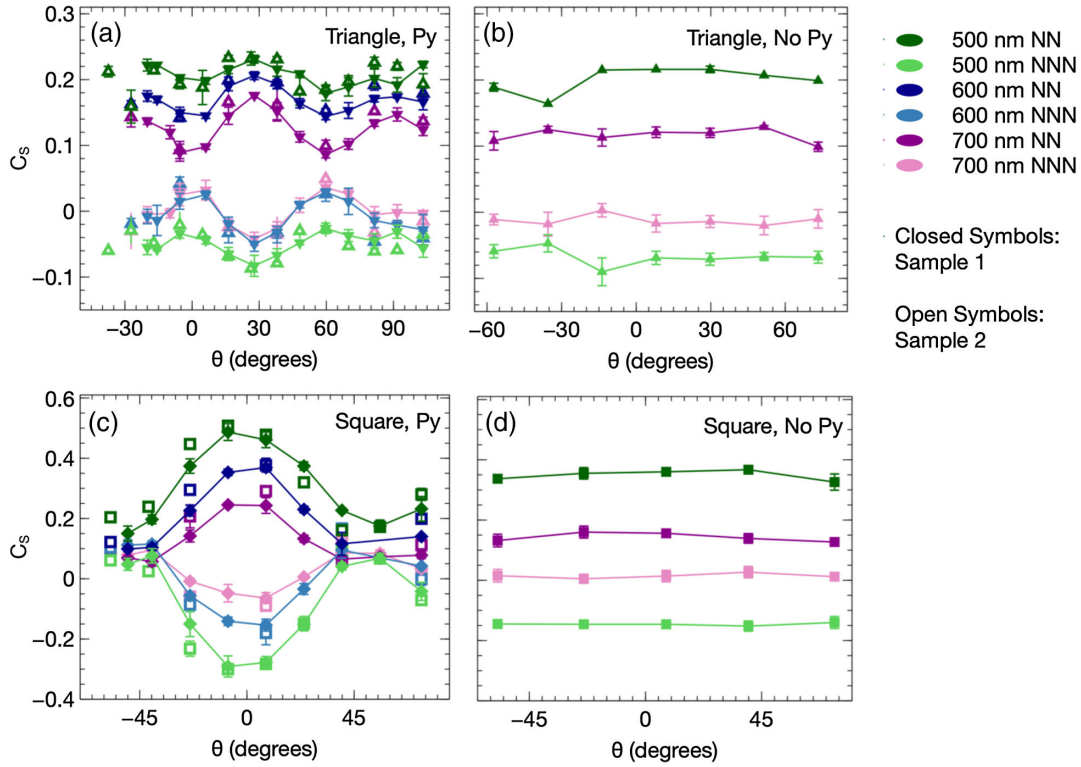 (a)
Triangle, Py
0.3
0.2
0.1
0
−0.1
Cs
−30
0
30
60
90
θ (degrees)
(b)
Triangle, No Py
−60
−30
0
30
60
θ (degrees)
500 nm NN
500 nm NNN
600 nm NN
600 nm NNN
700 nm NN
700 nm NNN
Closed Symbols:
Sample 1
Open Symbols:
Sample 2
(c)
Square, Py
0.6
0.4
0.2
0
−0.2
−0.4
Cs
−45
0
45
θ (degrees)
(d)
Square, No Py
−45
0
45
θ (degrees)